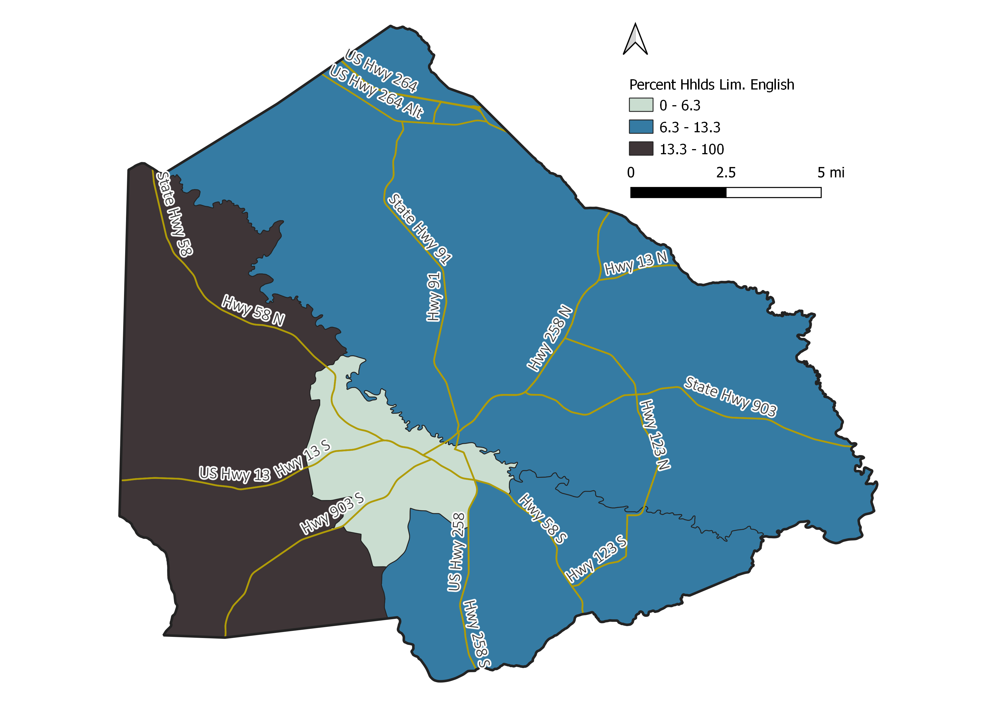 US Hwy 264
US Hwy 264 Alt
Percent Hhlds Lim. English
0 - 6.3
6.3 - 13.3
13.3 - 100
0 2.5 5 mi
State Hwy 58
State Hwy 91
Hwy 13 N
Hwy 91
Hwy 58 N
Hwy 258 N
State Hwy 903
Hwy 123 N
US Hwy 13
Hwy 13 S
Hwy 903 S
Hwy 58 S
US Hwy 258
Hwy 123 S
Hwy 258 S